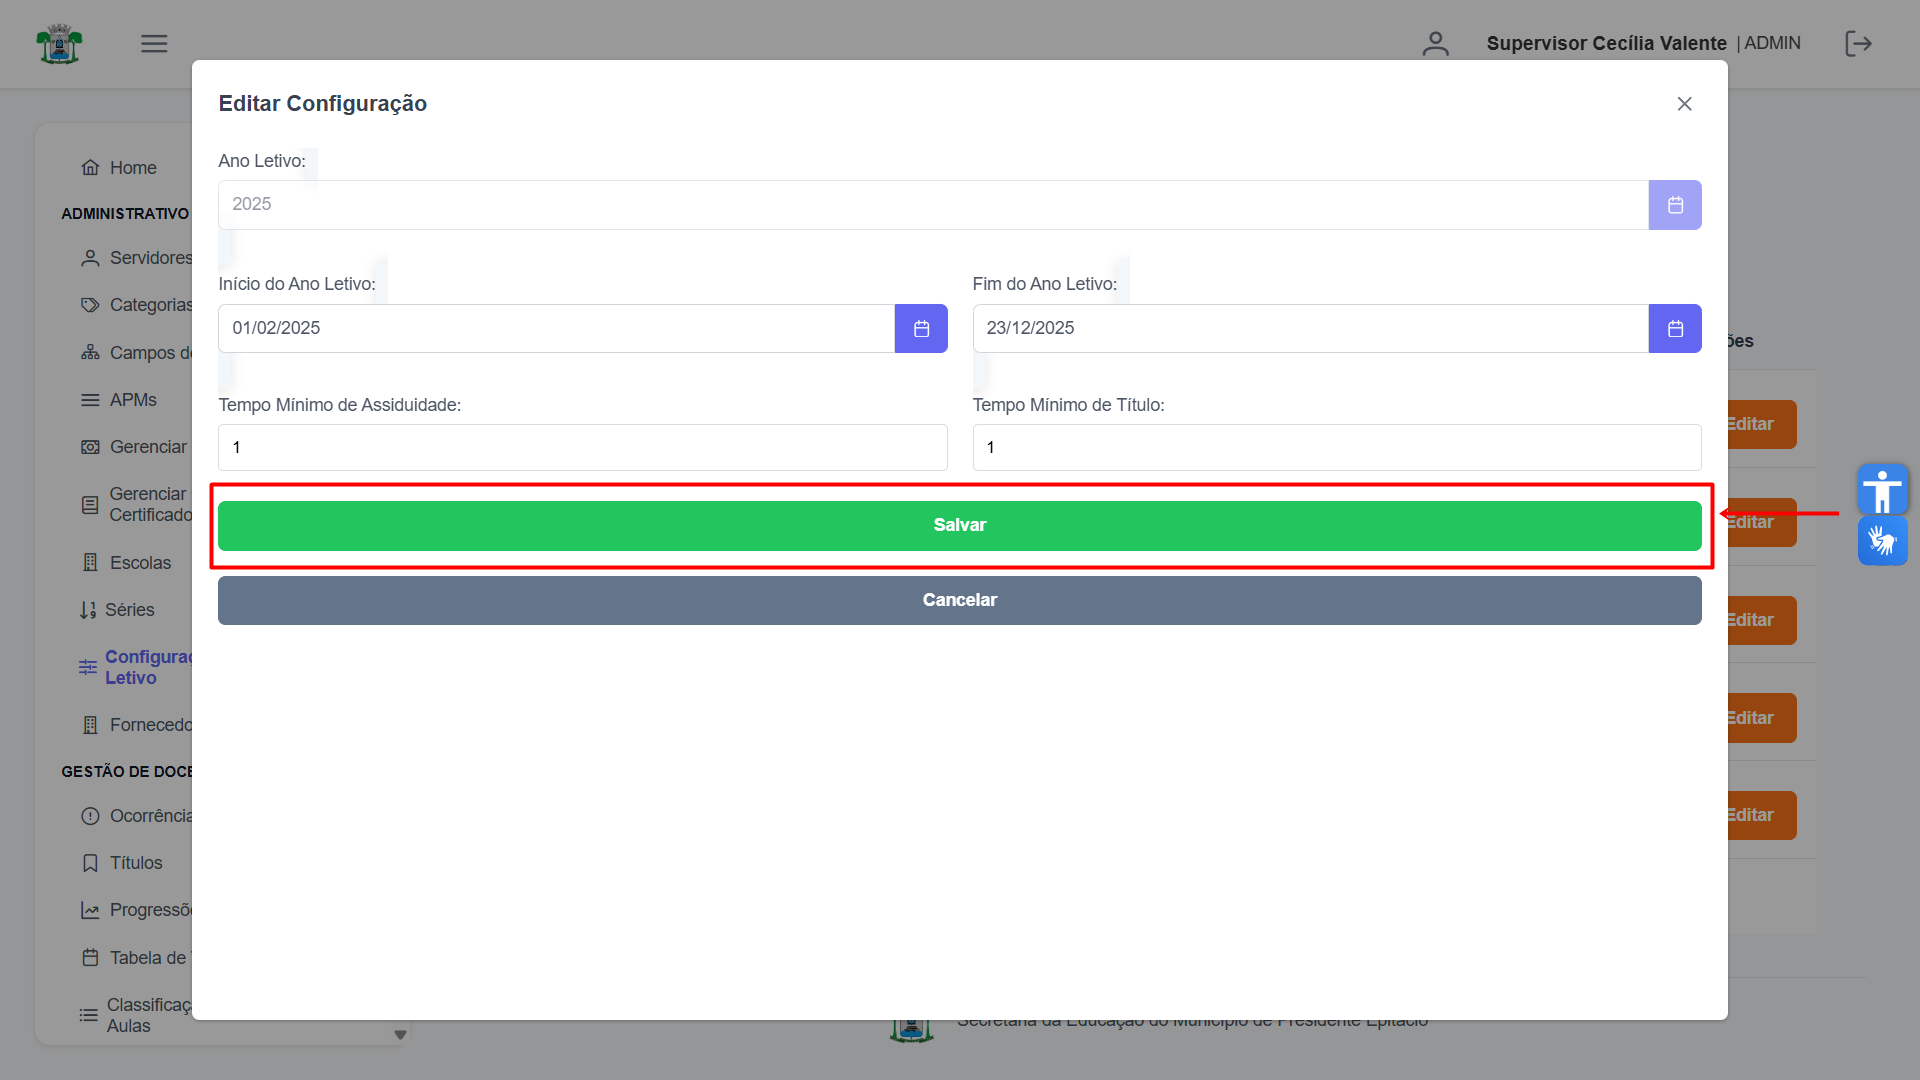 Supervisor Cecília Valente | ADMIN
Editar Configuração
Ano Letivo:
2025
Início do Ano Letivo:
Fim do Ano Letivo:
01/02/2025
23/12/2025
Tempo Mínimo de Assiduidade:
Tempo Mínimo de Título:
1
1
Salvar
Cancelar
Home
ADMINISTRATIVO
Servidores
Categorias
Campos de
APMs
Gerenciar
Gerenciar
Certificado
Escolas
Séries
Configuraç
Letivo
Fornecedo
GESTÃO DE DOCE
Ocorrência
Títulos
Progressõe
Tabela de
Classificaç
Aulas
ões
Editar
Editar
Editar
Editar
Editar
Secretaria da Educação do Município de Presidente Epitácio